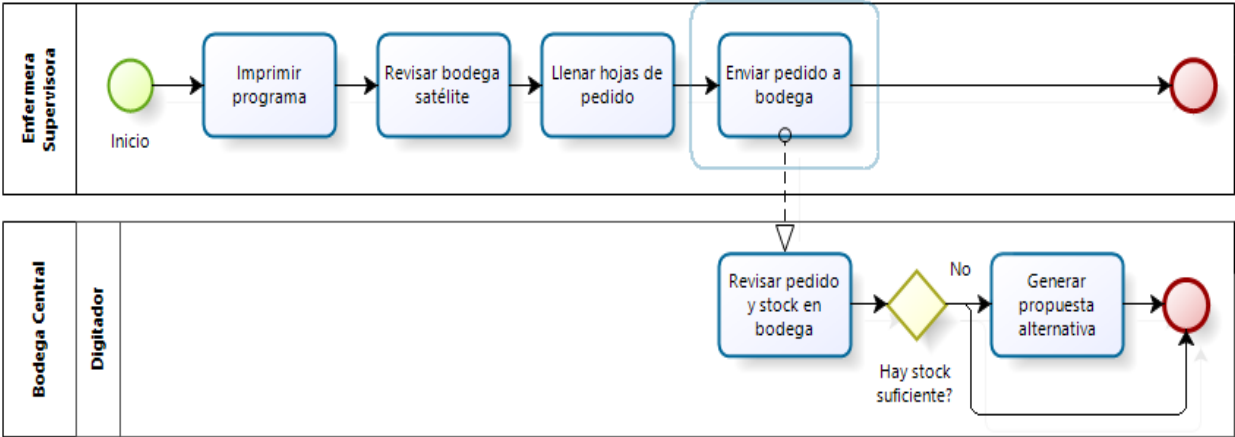 Enfermera
Supervisora
Inicio
Imprimir
programa
Revisar bodega
satélite
Llenar hojas de
pedido
Enviar pedido a
bodega
Bodega Central
Digitador
Revisar pedido
y stock en
bodega
Hay stock
suficiente?
No
Generar
propuesta
alternativa